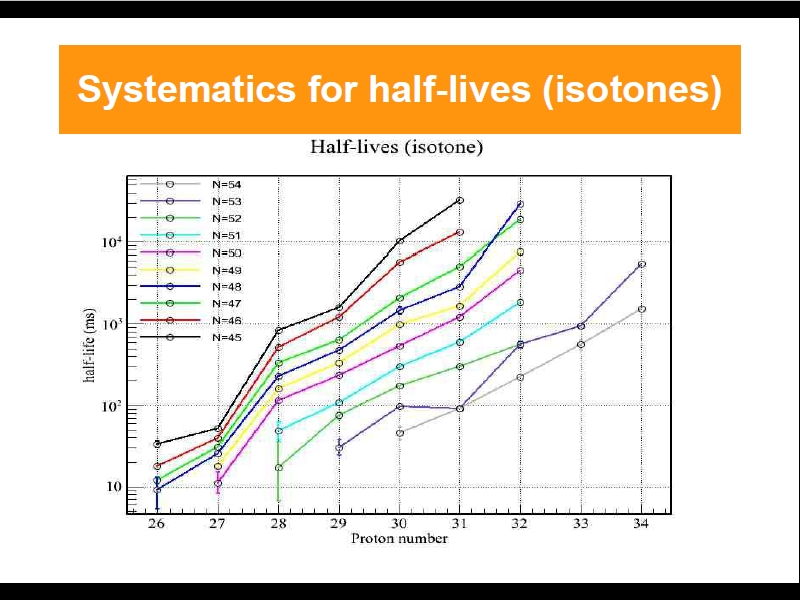 Systematics for half-lives (isotones)
Half-lives (isotone)
N=54
N=53
N=52
N=51
N=50
N=49
N=48
N=47
N=46
N=45
10⁴
10³
10²
10
half-life (ms)
26 27 28 29 30 31 32 33 34
Proton number